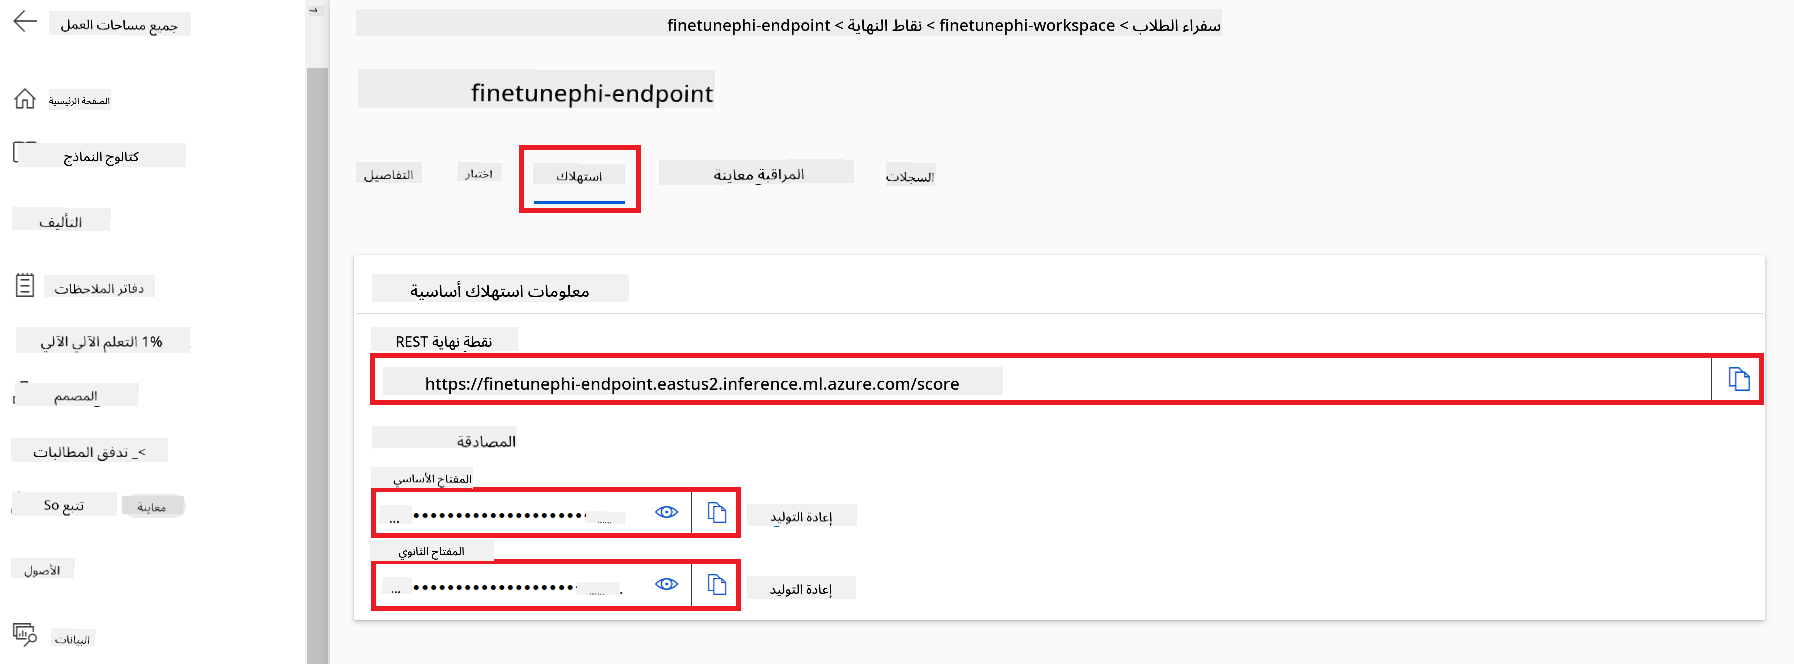 جميع مساحات العمل
الصفحة الرئيسية
كتالوج النماذج
التأليف
دفاتر الملاحظات
1% التعلم الآلي الآلي
المصمم
>_ تدفق المطالبات
تتبع So
معاينة
الأصول
البيانات
سفراء الطلاب > finetunephi-workspace > نقاط النهاية > finetunephi-endpoint
finetunephi-endpoint
التفاصيل
اختبار
استهلاك
المراقبة معاينة
السجلات
معلومات استهلاك أساسية
نقطة نهاية REST
https://finetunephi-endpoint.eastus2.inference.ml.azure.com/score
المصادقة
المفتاح الأساسي
إعادة التوليد
المفتاح الثانوي
إعادة التوليد